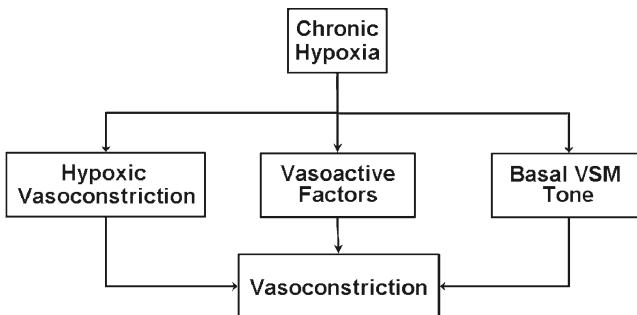 Chronic
Hypoxia
Hypoxic
Vasoconstriction
Vasoactive
Factors
Basal VSM
Tone
Vasoconstriction